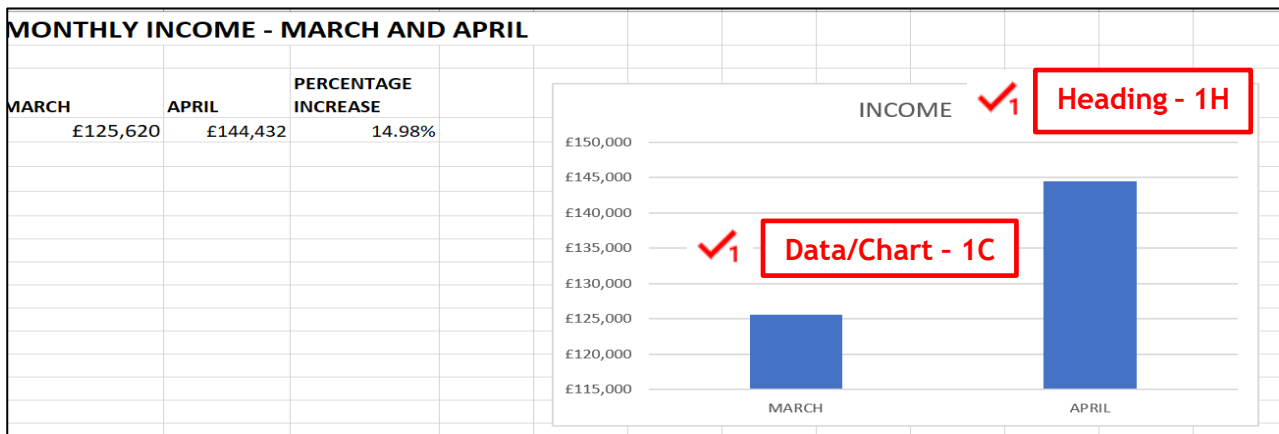 MONTHLY INCOME - MARCH AND APRIL
MARCH APRIL PERCENTAGE INCREASE
£125,620 £144,432 14.98%
INCOME
1
Heading – 1H
£150,000
£145,000
£140,000
£135,000
£130,000
£125,000
£120,000
£115,000
1
Data/Chart – 1C
MARCH APRIL